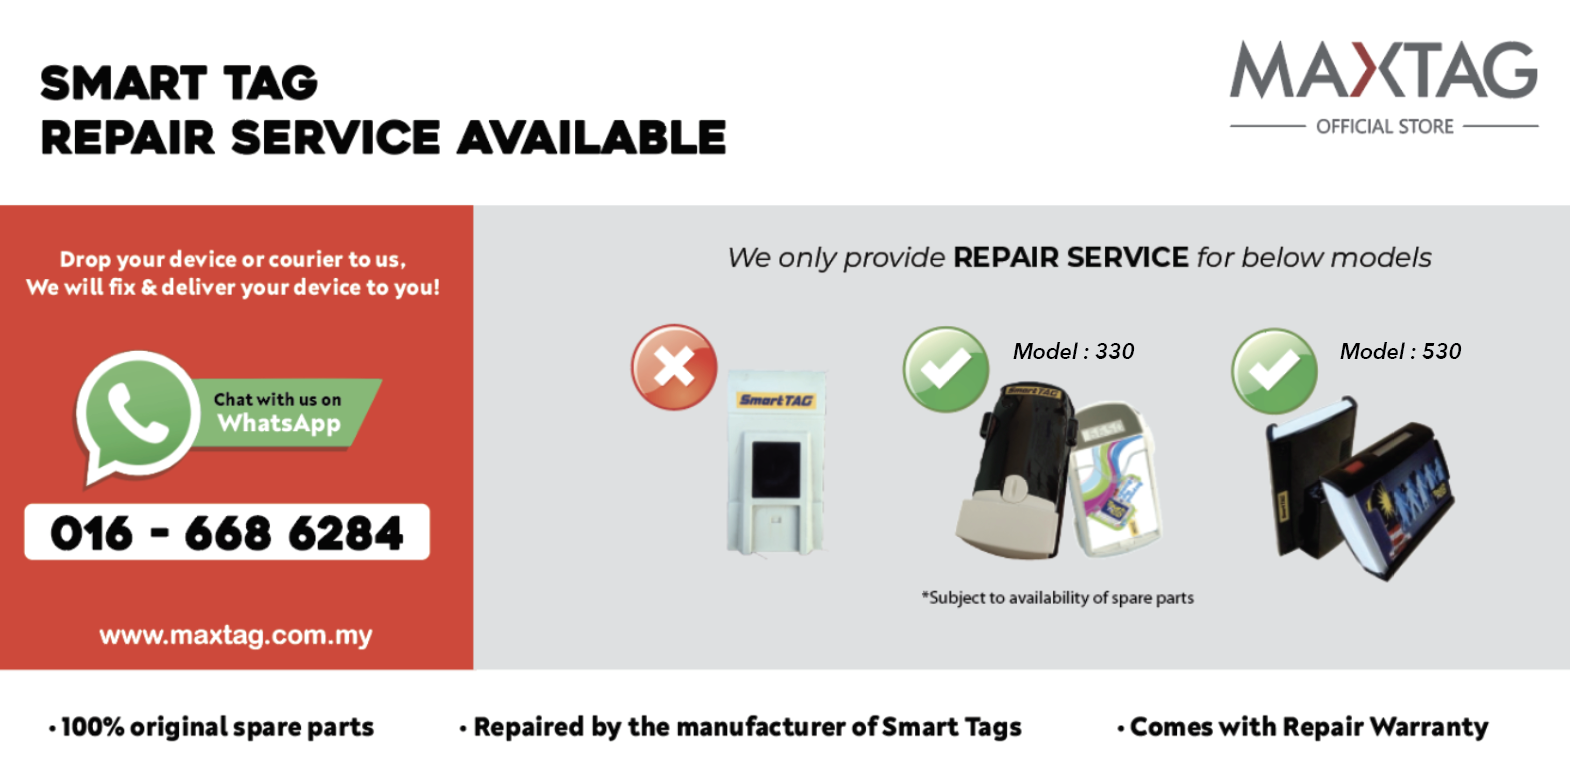 SMART TAG
REPAIR SERVICE AVAILABLE
MAXTAG
OFFICIAL STORE
Drop your device or courier to us,
We will fix & deliver your device to you!
Chat with us on
WhatsApp
016 - 668 6284
www.maxtag.com.my
We only provide REPAIR SERVICE for below models
SmartTAG
Model : 330
SmartTAG
Model : 530
*Subject to availability of spare parts
• 100% original spare parts
• Repaired by the manufacturer of Smart Tags
• Comes with Repair Warranty